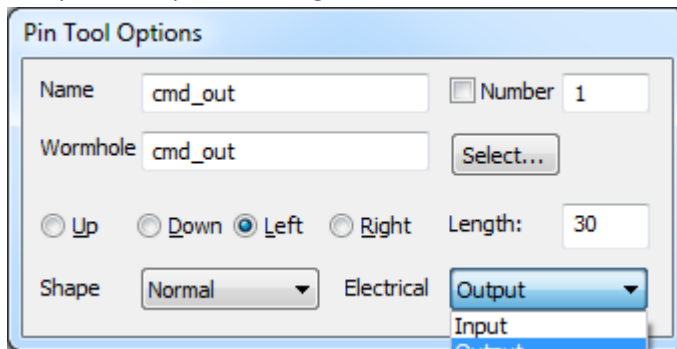 Pin Tool Options
Name cmd_out Number 1
Wormhole cmd_out Select...
Up Down Left Right Length: 30
Shape Normal Electrical Output
Input
Output